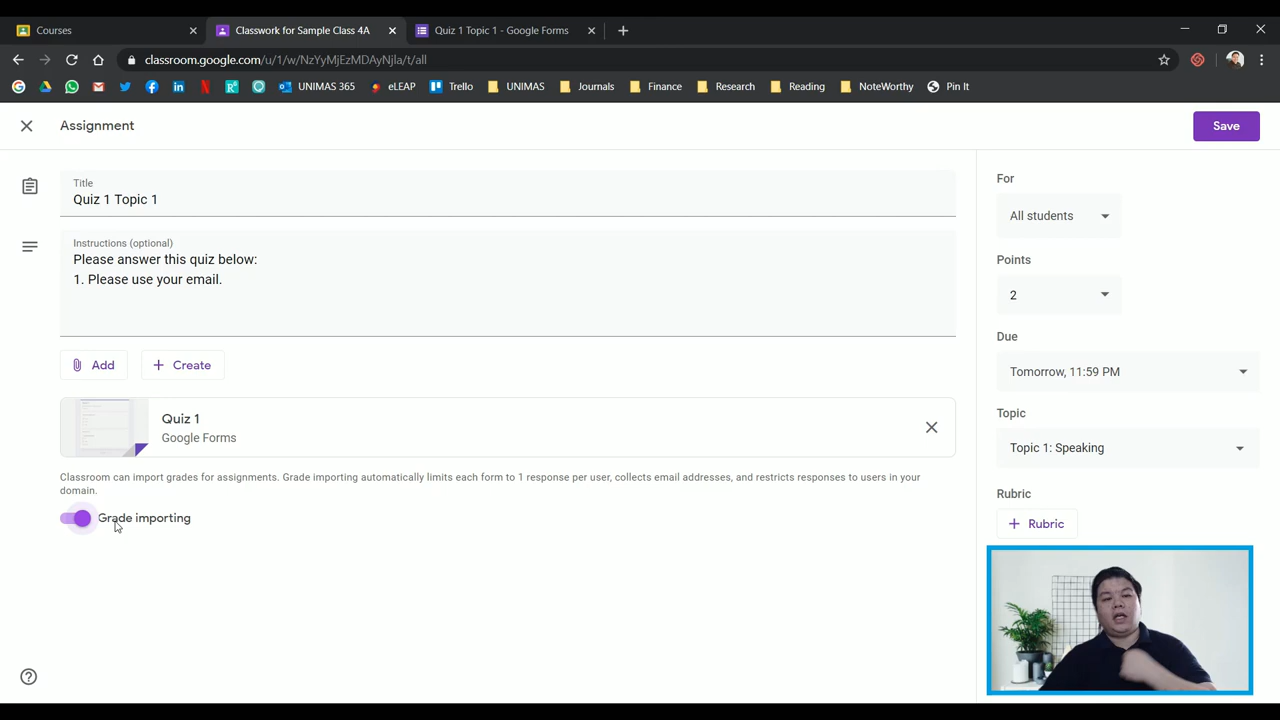 Courses
Classwork for Sample Class 4A
Quiz 1 Topic 1 - Google Forms
classroom.google.com/u/1/w/NzYyMjEzMDAyNjla/t/all
UNIMAS 365
eLEAP
Trello
UNIMAS
Journals
Finance
Research
Reading
NoteWorthy
Pin It
Assignment
Save
Title
Quiz 1 Topic 1
Instructions (optional)
Please answer this quiz below:
1. Please use your email.
Add
Create
Quiz 1
Google Forms
Classroom can import grades for assignments. Grade importing automatically limits each form to 1 response per user, collects email addresses, and restricts responses to users in your
domain.
Grade importing
For
All students
Points
2
Due
Tomorrow, 11:59 PM
Topic
Topic 1: Speaking
Rubric
Rubric